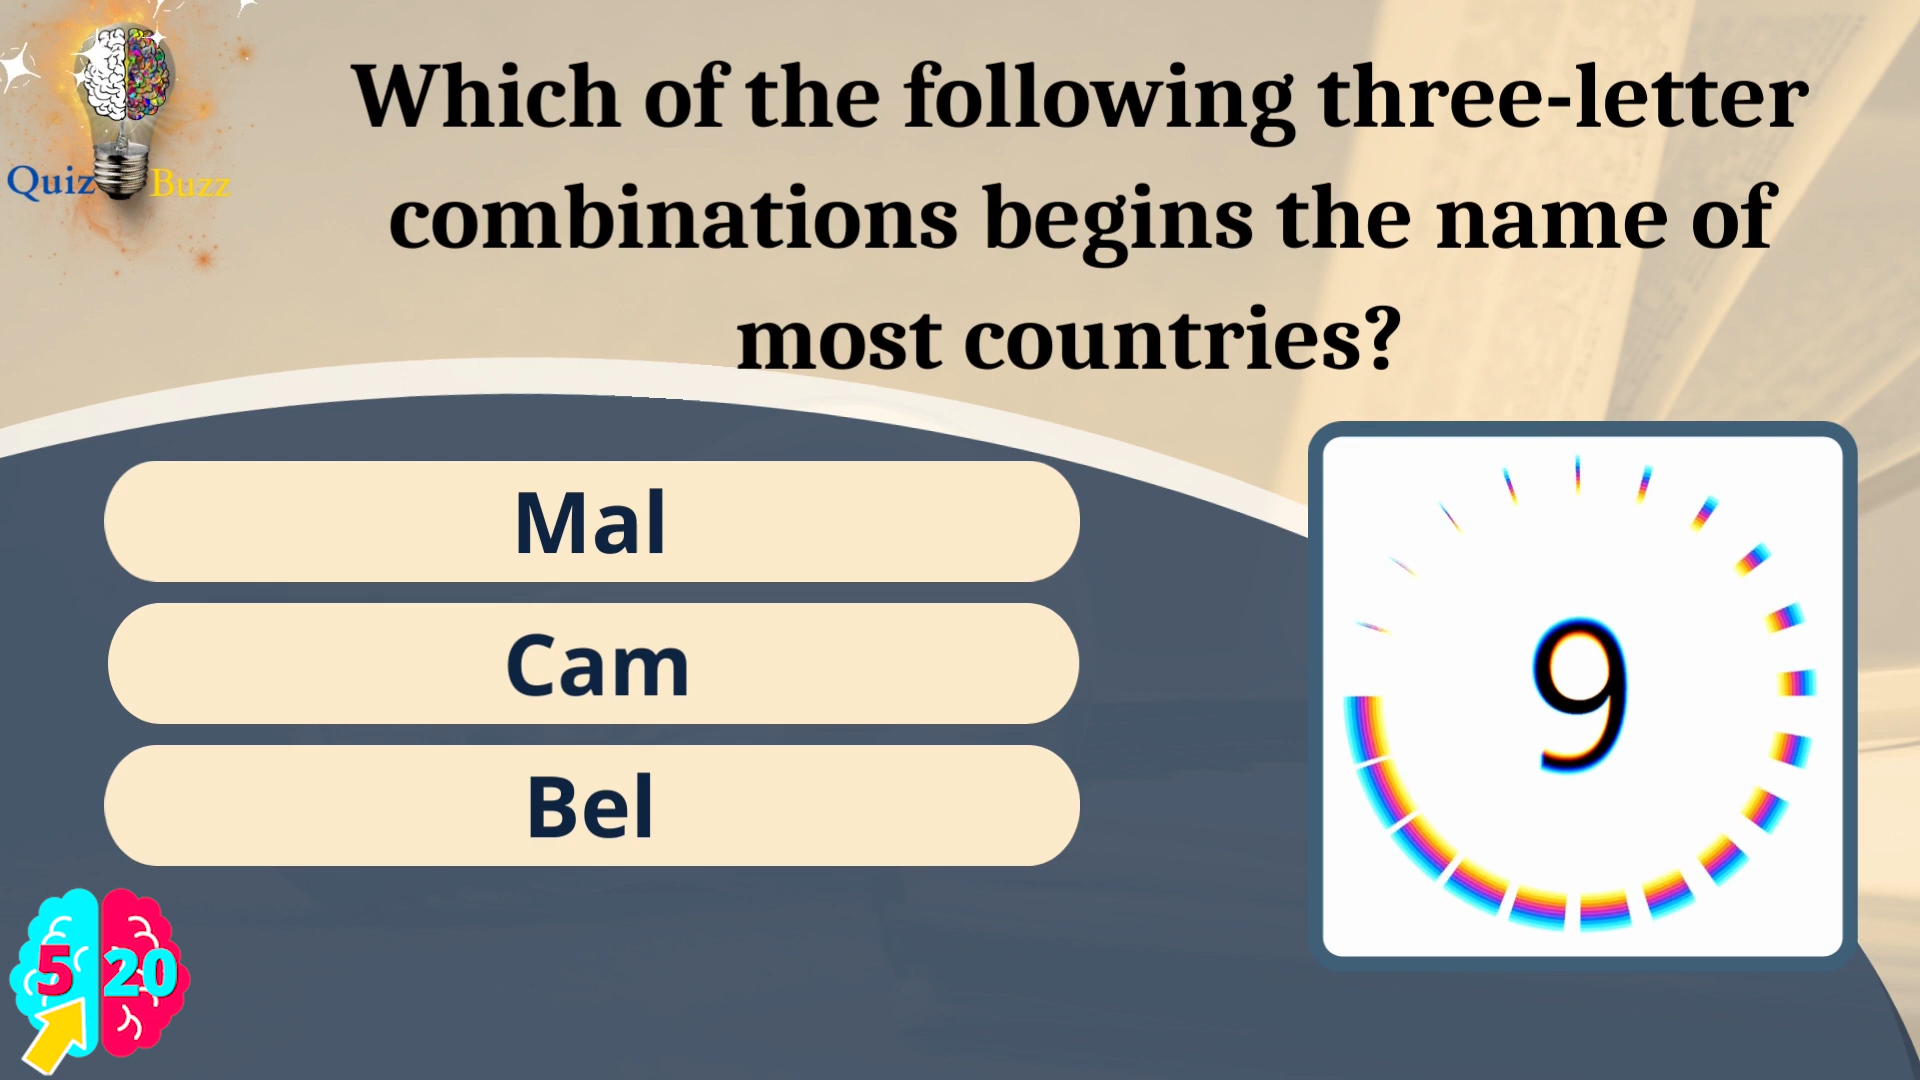 Quiz Buzz
Which of the following three-letter
combinations begins the name of
most countries?
Mal
Cam
Bel
9
5 20